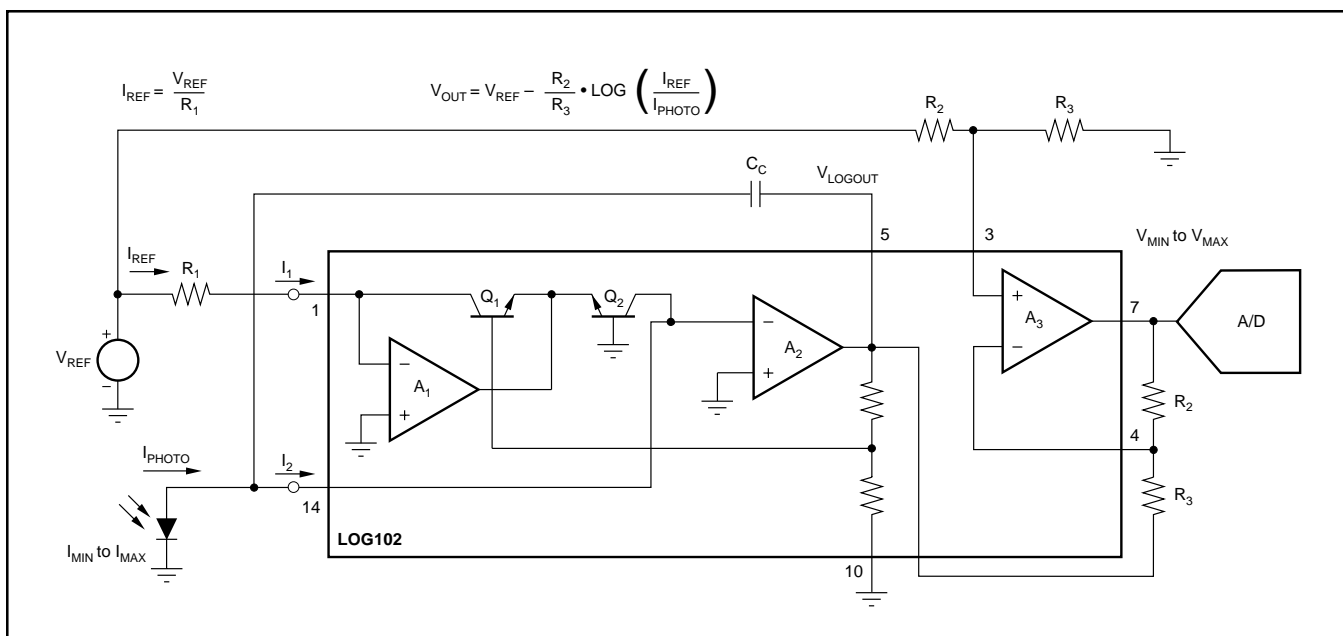 I_REF = V_REF / R_1
V_OUT = V_REF – R_2 / R_3 • LOG ( I_REF / I_PHOTO )
R_2
R_3
C_C
V_LOGOUT
5
3
V_MIN to V_MAX
I_REF
R_1
I_1
1
Q_1
Q_2
7
A/D
V_REF
+
–
A_1
–
+
A_2
–
+
A_3
+
–
R_2
4
I_PHOTO
I_2
14
R_3
I_MIN to I_MAX
LOG102
10